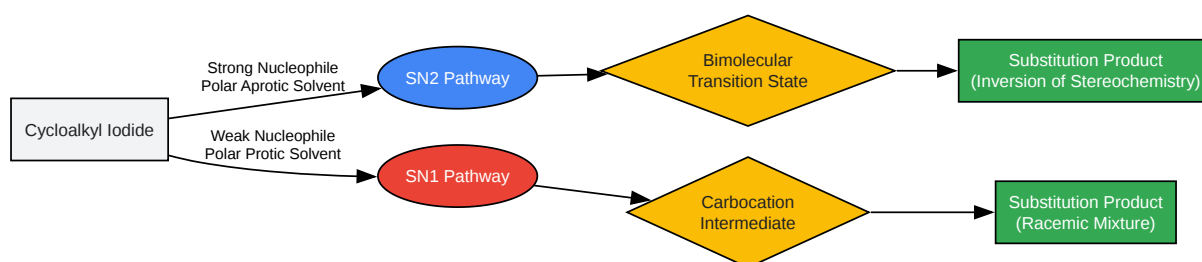 Cycloalkyl Iodide
Strong Nucleophile
Polar Aprotic Solvent
SN2 Pathway
Bimolecular
Transition State
Substitution Product
(Inversion of Stereochemistry)
Weak Nucleophile
Polar Protic Solvent
SN1 Pathway
Carbocation
Intermediate
Substitution Product
(Racemic Mixture)